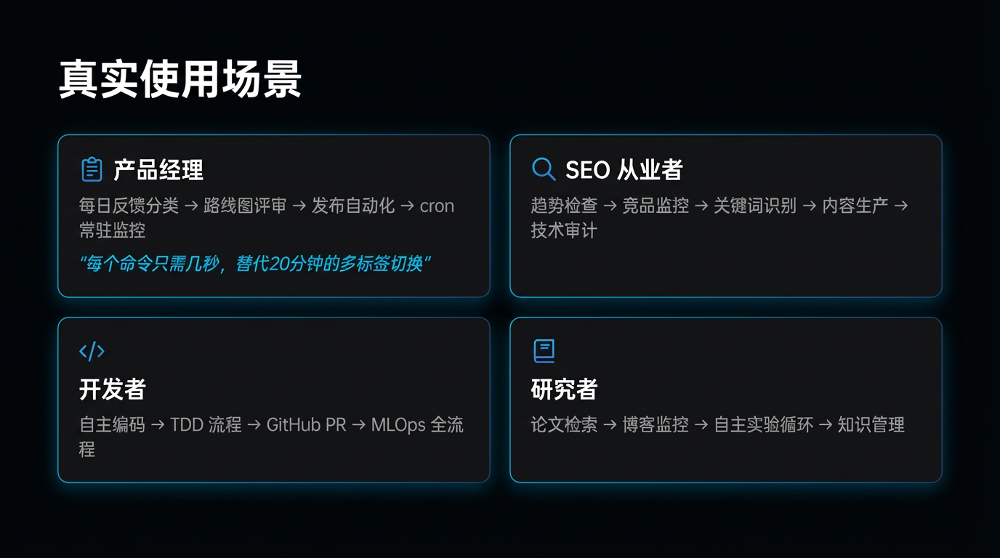 真实使用场景
产品经理
每日反馈分类 → 路线图评审 → 发布自动化 → cron
常驻监控
“每个命令只需几秒，替代20分钟的多标签切换”
SEO 从业者
趋势检查 → 竞品监控 → 关键词识别 → 内容生产 →
技术审计
开发者
自主编码 → TDD 流程 → GitHub PR → MLOps 全流
程
研究者
论文检索 → 博客监控 → 自主实验循环 → 知识管理